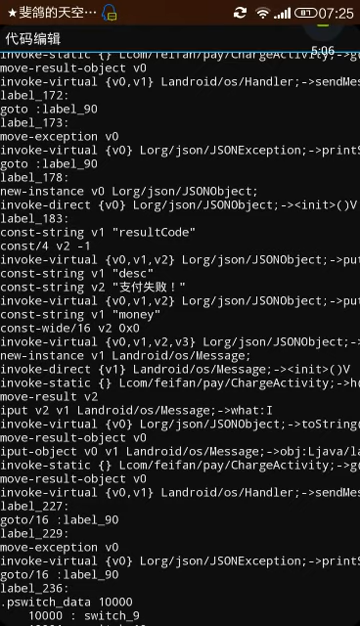 ★斐鸽的天空… 07:25
代码编辑
5:06
invoke-static {} Lcom/feifan/pay/ChargeActivity;->g
move-result-object v0
invoke-virtual {v0,v1} Landroid/os/Handler;->sendMes
label_172:
goto :label_90
label_173:
move-exception v0
invoke-virtual {v0} Lorg/json/JSONException;->printS
goto :label_90
label_178:
new-instance v0 Lorg/json/JSONObject;
invoke-direct {v0} Lorg/json/JSONObject;-><init>()V
label_183:
const-string v1 "resultCode"
const/4 v2 -1
invoke-virtual {v0,v1,v2} Lorg/json/JSONObject;->put
const-string v1 "desc"
const-string v2 "支付失败！"
invoke-virtual {v0,v1,v2} Lorg/json/JSONObject;->put
const-string v1 "money"
const-wide/16 v2 0x0
invoke-virtual {v0,v1,v2,v3} Lorg/json/JSONObject;->
new-instance v1 Landroid/os/Message;
invoke-direct {v1} Landroid/os/Message;-><init>()V
invoke-static {} Lcom/feifan/pay/ChargeActivity;->h(
move-result v2
iput v2 v1 Landroid/os/Message;->what:I
invoke-virtual {v0} Lorg/json/JSONObject;->toString(
move-result-object v0
iput-object v0 v1 Landroid/os/Message;->obj:Ljava/la
invoke-static {} Lcom/feifan/pay/ChargeActivity;->g(
move-result-object v0
invoke-virtual {v0,v1} Landroid/os/Handler;->sendMes
label_227:
goto/16 :label_90
label_229:
move-exception v0
invoke-virtual {v0} Lorg/json/JSONException;->printS
goto/16 :label_90
label_236:
.pswitch_data 10000
10000 : switch_9